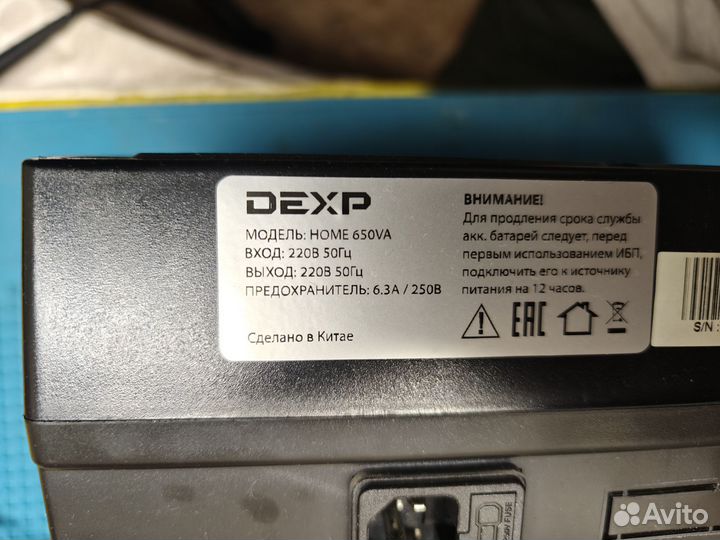 DEXP
МОДЕЛЬ: HOME 650VA
ВХОД: 220В 50Гц
ВЫХОД: 220В 50Гц
ПРЕДОХРАНИТЕЛЬ: 6.3А / 250В
Сделано в Китае
ВНИМАНИЕ!
Для продления срока службы
акк. батарей следует, перед
первым использованием ИБП,
подключить его к источнику
питания на 12 часов.
EAC
S/N :
FUSE
Avito